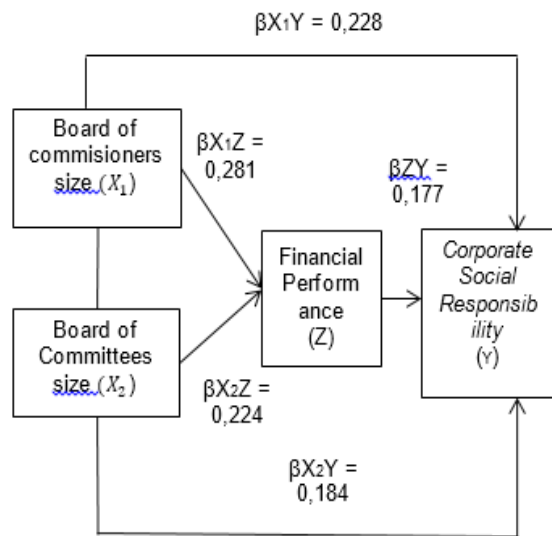 βX₁Y = 0,228
Board of
commisioners
size (X₁)
βX₁Z =
0,281
βZY =
0,177
Financial
Perform
ance
(Z)
Corporate
Social
Responsib
ility
(Y)
Board of
Committees
size (X₂)
βX₂Z =
0,224
βX₂Y =
0,184